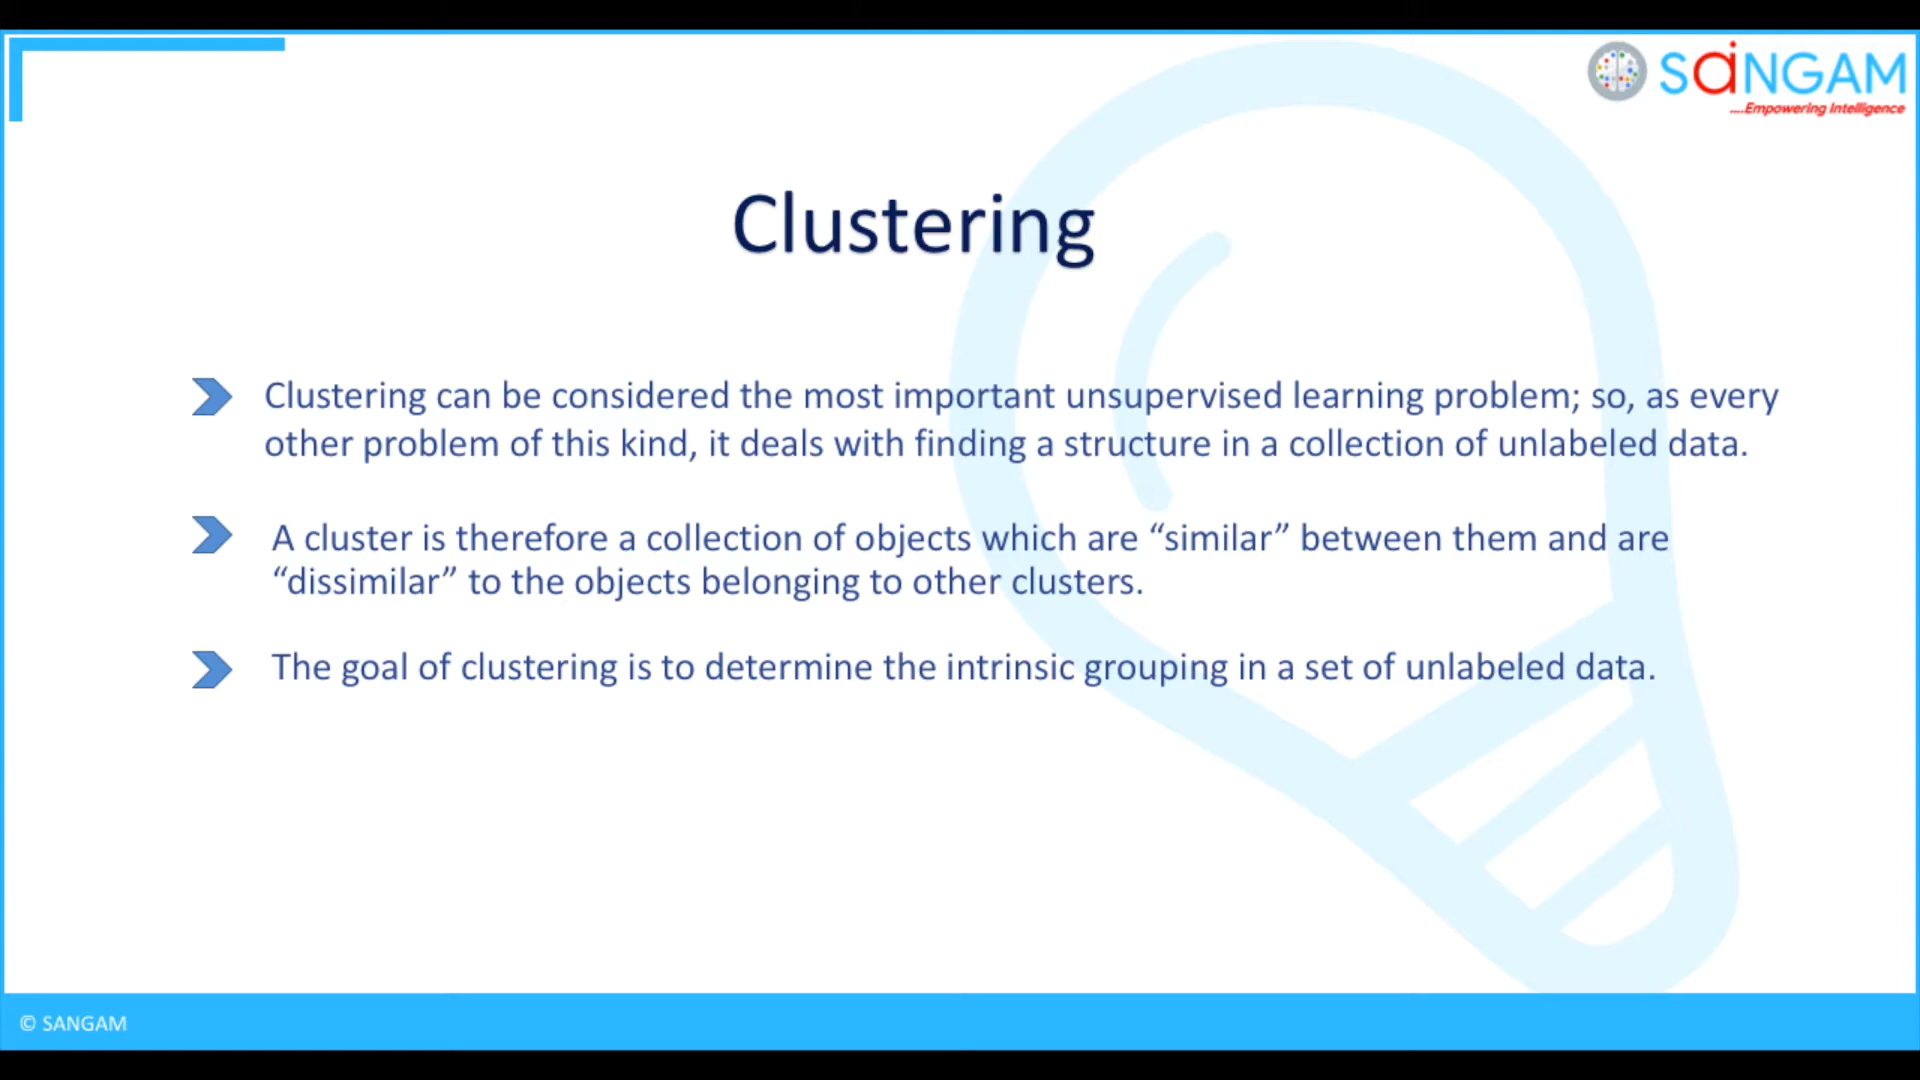 SaiNGAM
....Empowering Intelligence
Clustering
Clustering can be considered the most important unsupervised learning problem; so, as every
other problem of this kind, it deals with finding a structure in a collection of unlabeled data.
A cluster is therefore a collection of objects which are “similar” between them and are
“dissimilar” to the objects belonging to other clusters.
The goal of clustering is to determine the intrinsic grouping in a set of unlabeled data.
© SANGAM